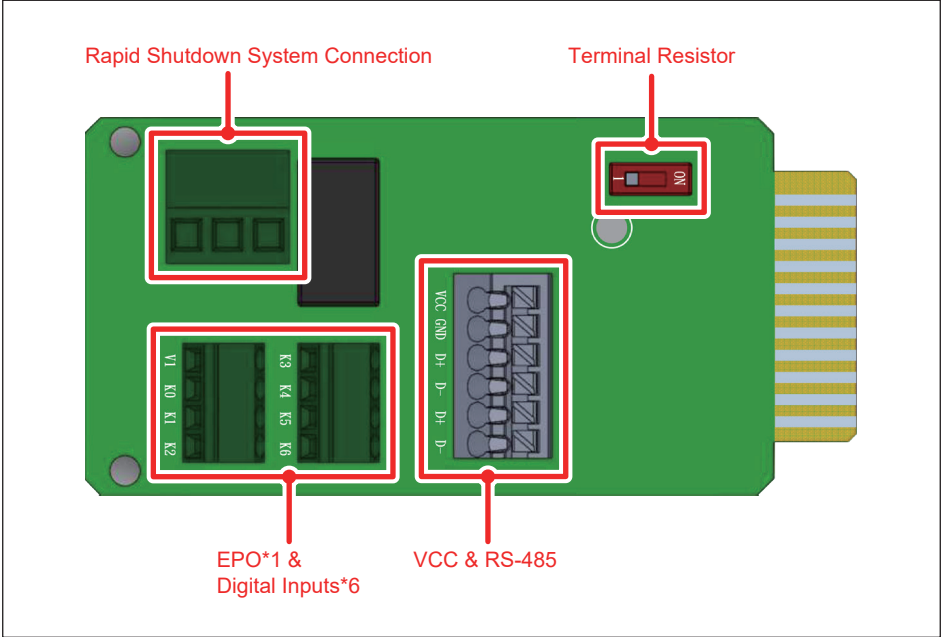 Rapid Shutdown System Connection
Terminal Resistor
ON
1
VCC
GND
D+
D-
D+
D-
V1
K0
K1
K2
K3
K4
K5
K6
EPO*1 &
Digital Inputs*6
VCC & RS-485